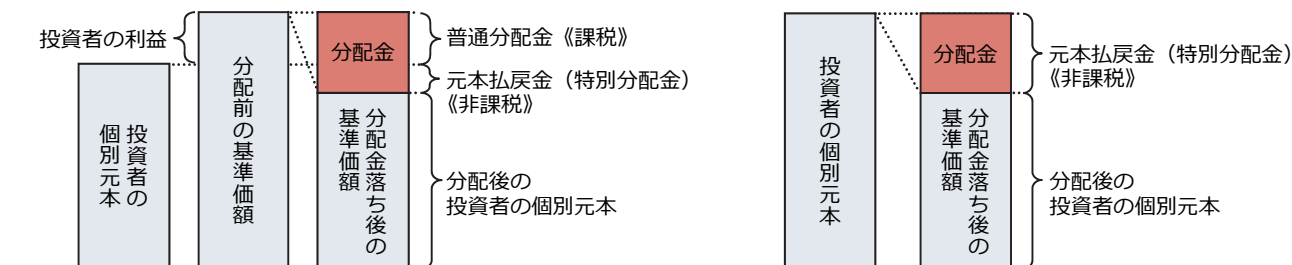 投資者の利益
投資者の
個別元本
分配前の基準価額
分配金
分配金落ち後の
基準価額
普通分配金《課税》
元本払戻金（特別分配金）
《非課税》
分配後の
投資者の個別元本
投資者の個別元本
分配金
分配金落ち後の
基準価額
元本払戻金（特別分配金）
《非課税》
分配後の
投資者の個別元本